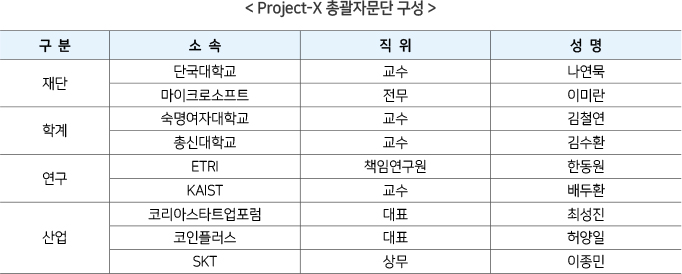 < Project-X 총괄자문단 구성 >
구 분 소 속 직 위 성 명
재단 단국대학교 교수 나연묵
마이크로소프트 전무 이미란
학계 숙명여자대학교 교수 김철연
총신대학교 교수 김수환
연구 ETRI 책임연구원 한동원
KAIST 교수 배두환
산업 코리아스타트업포럼 대표 최성진
코인플러스 대표 허양일
SKT 상무 이종민